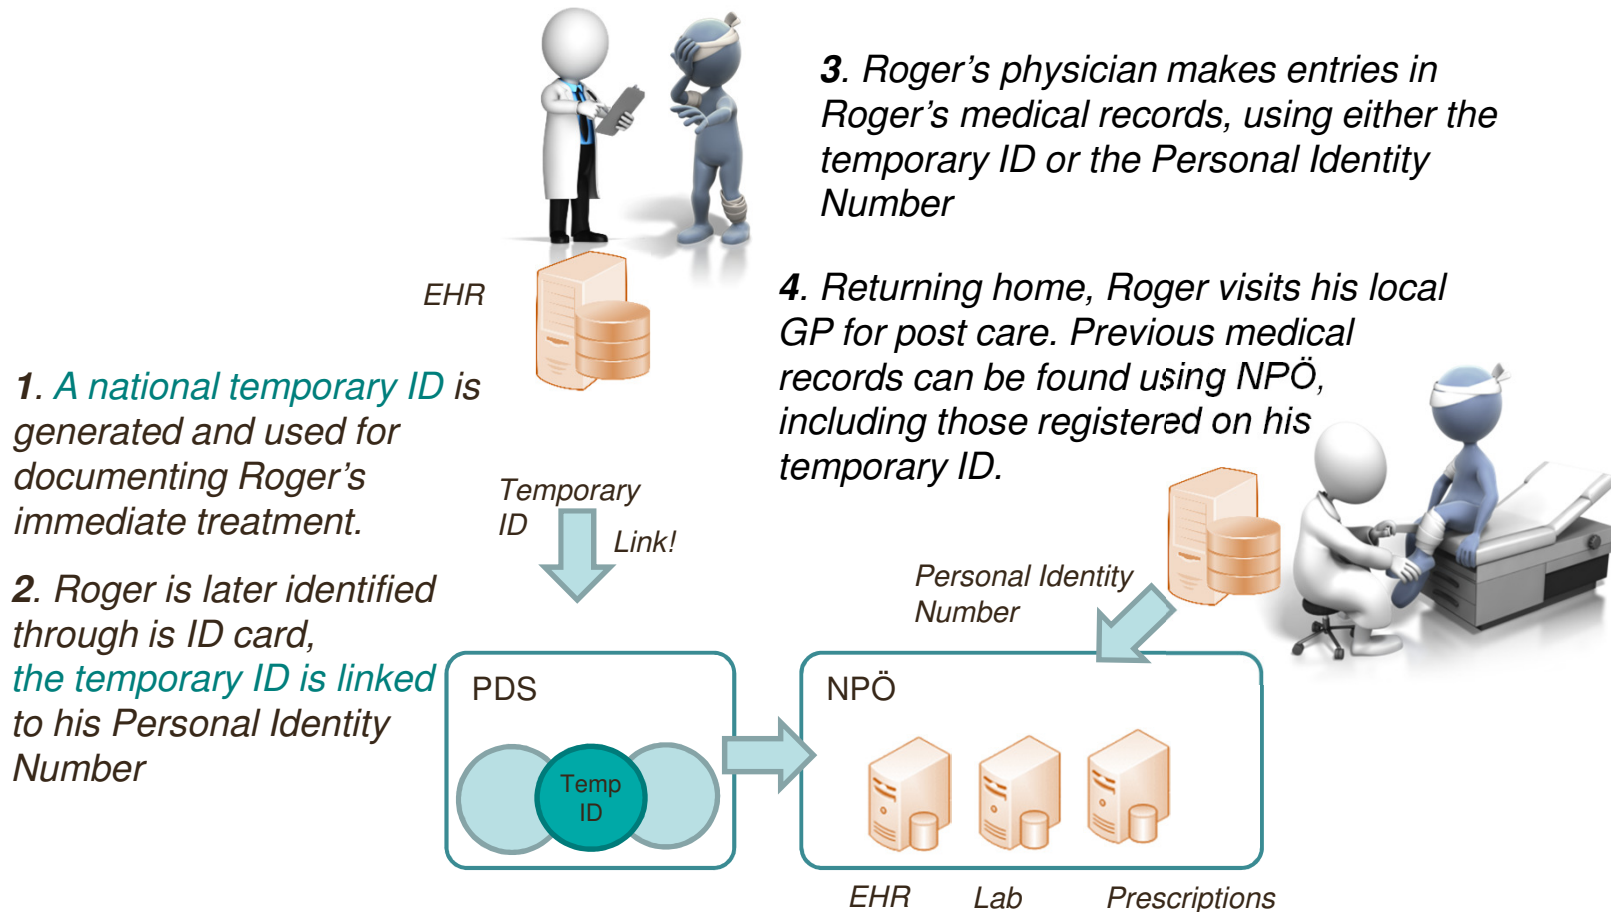 3. Roger's physician makes entries in
Roger's medical records, using either the
temporary ID or the Personal Identity
Number
EHR
4. Returning home, Roger visits his local
GP for post care. Previous medical
records can be found using NPÖ,
including those registered on his
temporary ID.
1. A national temporary ID is
generated and used for
documenting Roger's
immediate treatment.
Temporary
ID
Link!
2. Roger is later identified
through is ID card,
the temporary ID is linked
to his Personal Identity
Number
Personal Identity
Number
PDS
Temp
ID
NPÖ
EHR
Lab
Prescriptions